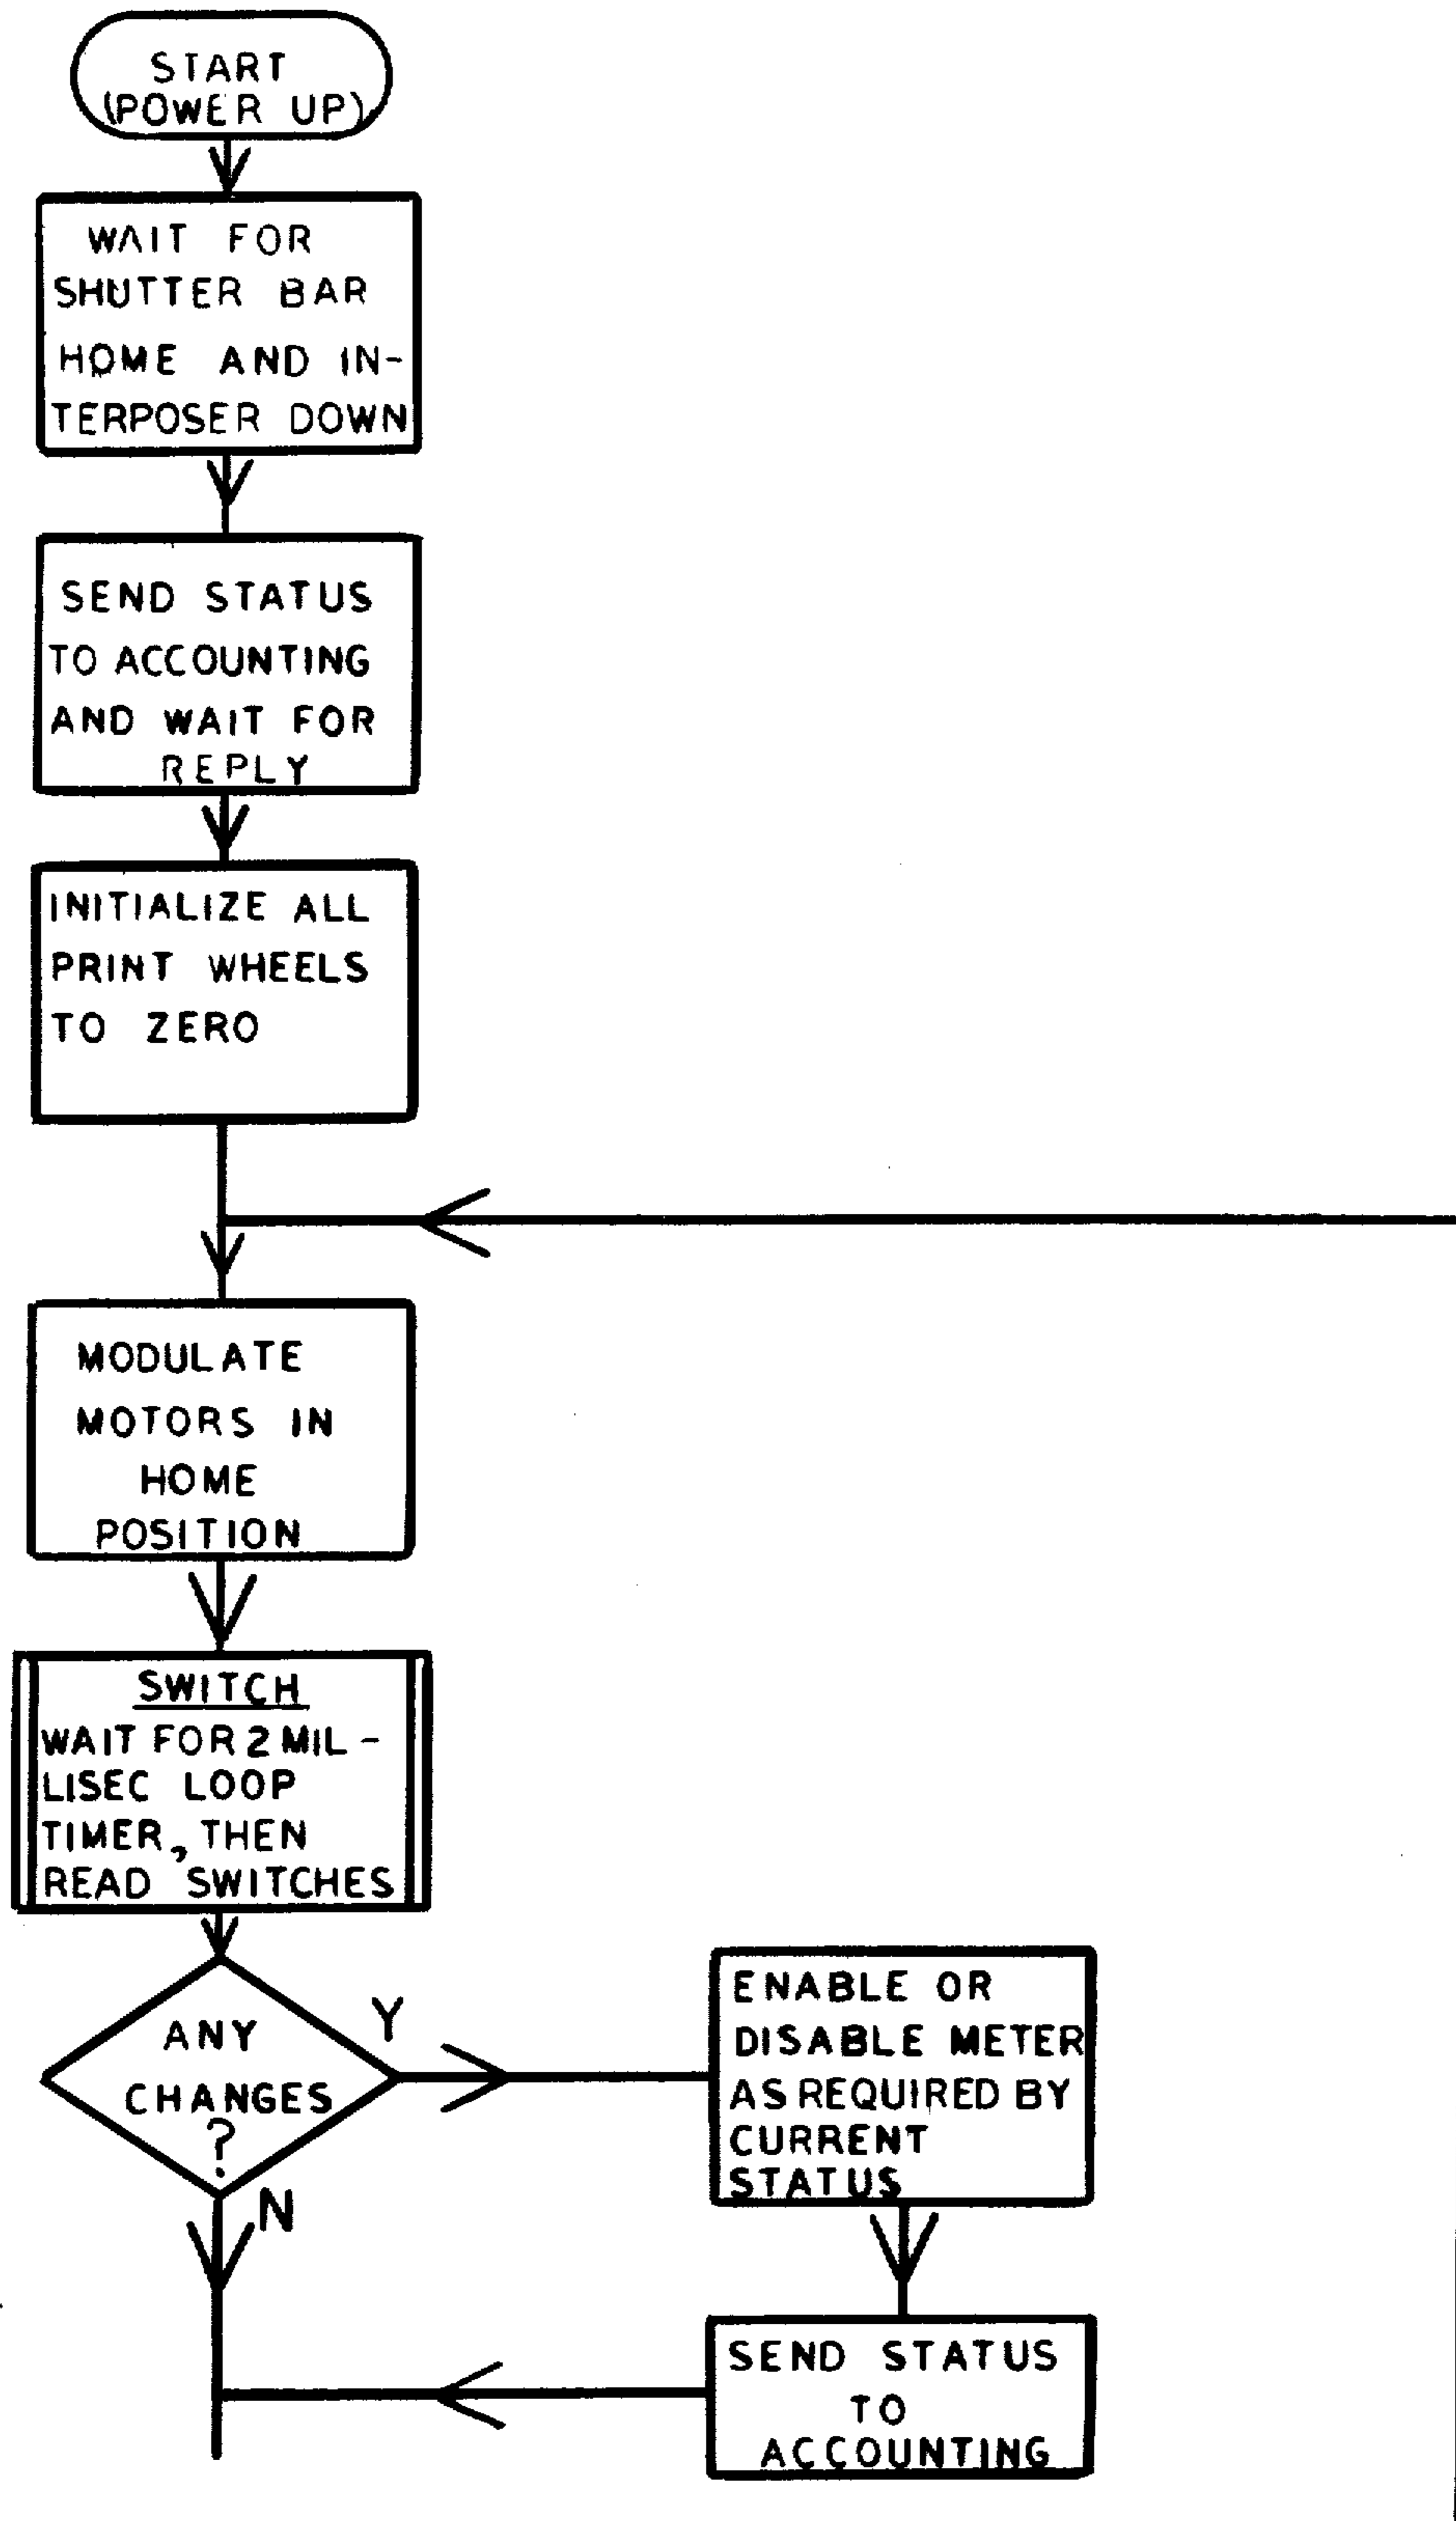 START
(POWER UP)
WAIT FOR
SHUTTER BAR
HOME AND IN-
TERPOSER DOWN
SEND STATUS
TO ACCOUNTING
AND WAIT FOR
REPLY
INITIALIZE ALL
PRINT WHEELS
TO ZERO
MODULATE
MOTORS IN
HOME
POSITION
SWITCH
WAIT FOR 2 MIL-
LISEC LOOP
TIMER, THEN
READ SWITCHES
ANY
CHANGES
?
Y
N
ENABLE OR
DISABLE METER
AS REQUIRED BY
CURRENT
STATUS
SEND STATUS
TO
ACCOUNTING